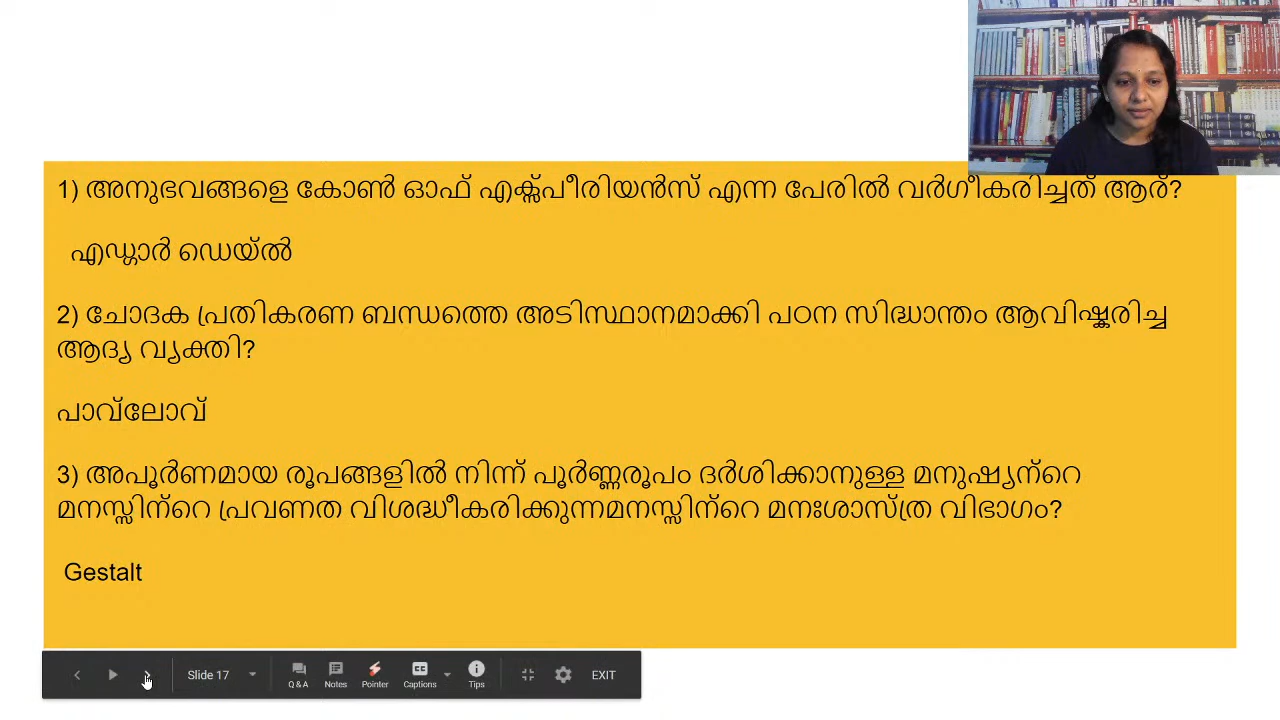 1) അനുഭവങ്ങളെ കോൺ ഓഫ് എക്സ്പീരിയൻസ് എന്ന പേരിൽ വർഗീകരിച്ചത് ആര്?
എഡ്ഗാർ ഡെയ്ൽ
2) ചോദക പ്രതികരണ ബന്ധത്തെ അടിസ്ഥാനമാക്കി പഠന സിദ്ധാന്തം ആവിഷ്കരിച്ച
ആദ്യ വ്യക്തി?
പാവ്ലോവ്
3) അപൂർണമായ രൂപങ്ങളിൽ നിന്ന് പൂർണ്ണരൂപം ദർശിക്കാനുള്ള മനുഷ്യന്റെ
മനസ്സിന്റെ പ്രവണത വിശദ്ധീകരിക്കുന്നമനസ്സിന്റെ മനഃശാസ്ത്ര വിഭാഗം?
Gestalt
Slide 17 Q & A Notes Pointer Captions Tips EXIT